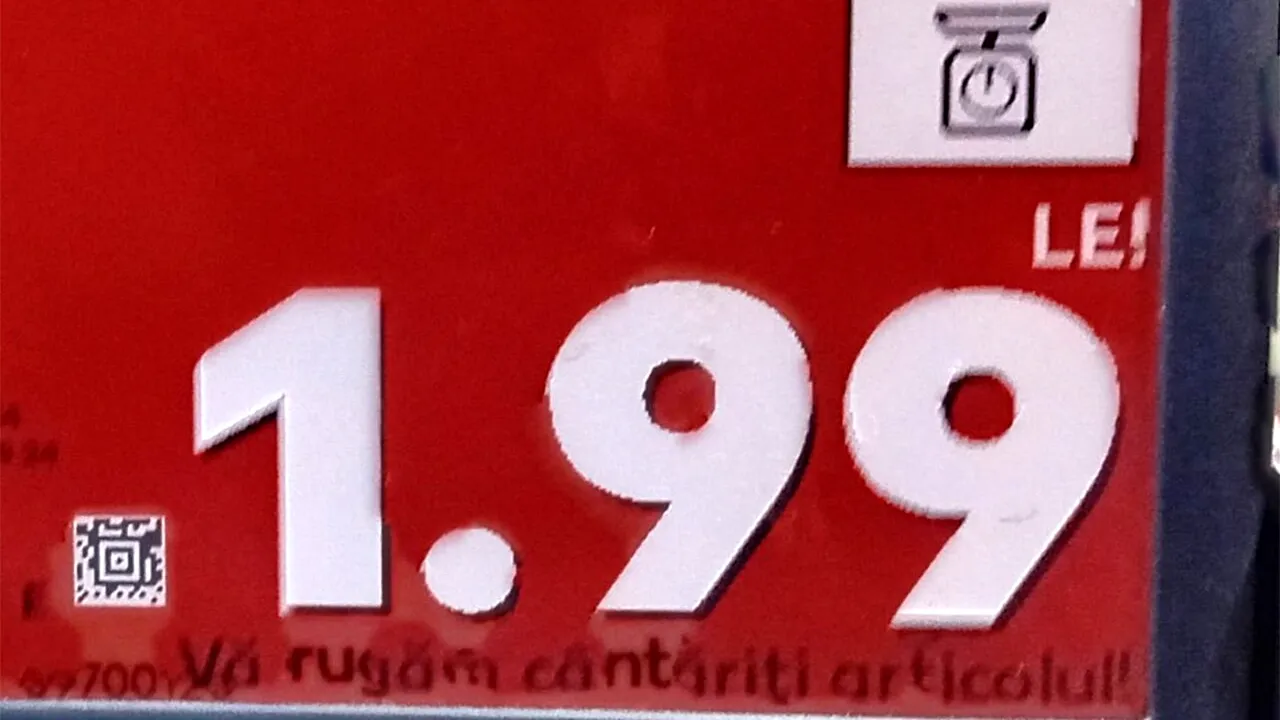 LEI
1.99
Vă rugăm cântăriți articolul!